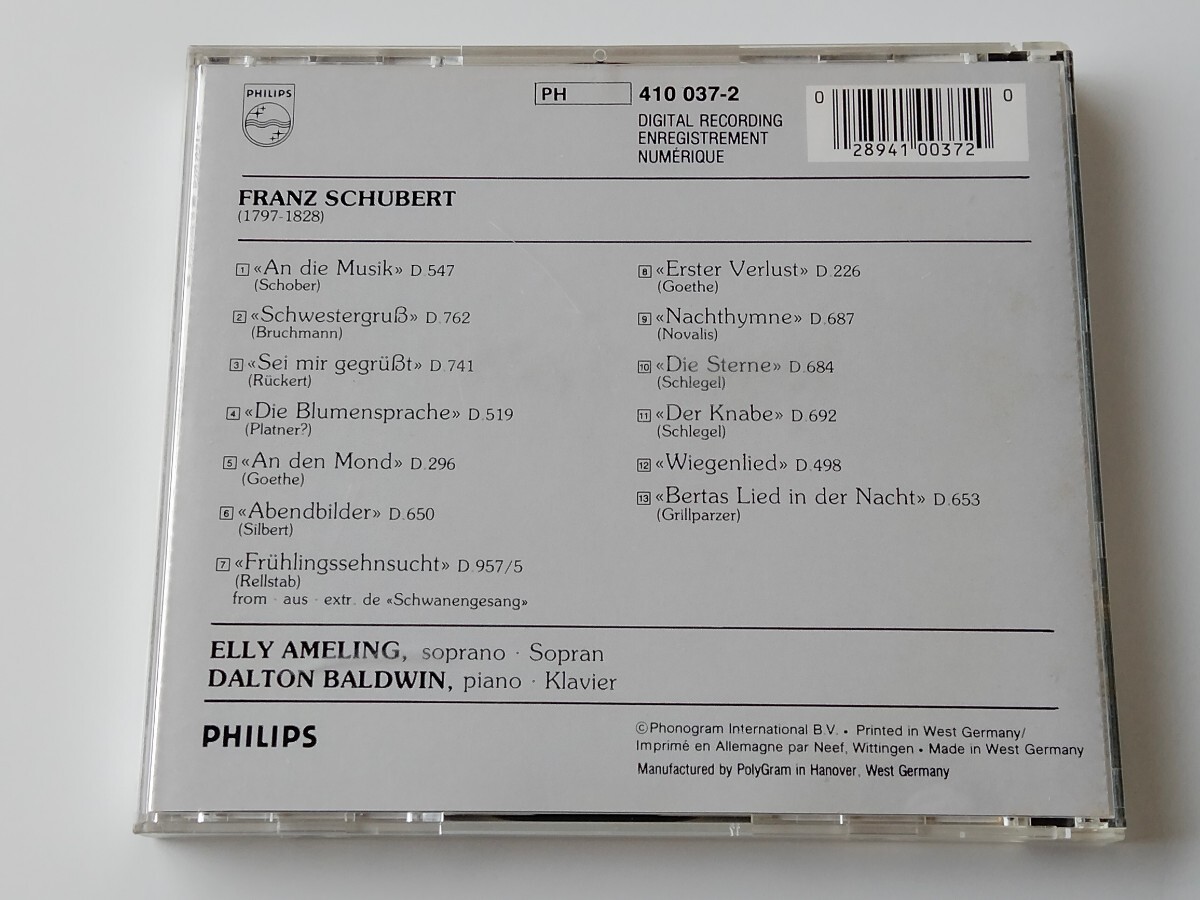 PHILIPS
PH 410 037-2
DIGITAL RECORDING
ENREGISTREMENT
NUMÉRIQUE
0 28941 00372 0
FRANZ SCHUBERT
(1797-1828)
1 «An die Musik» D.547
(Schober)
2 «Schwestergruß» D.762
(Bruchmann)
3 «Sei mir gegrüßt» D.741
(Rückert)
4 «Die Blumensprache» D.519
(Platner?)
5 «An den Mond» D.296
(Goethe)
6 «Abendbilder» D.650
(Silbert)
7 «Frühlingssehnsucht» D.957/5
(Rellstab)
from · aus · extr. de «Schwanengesang»
8 «Erster Verlust» D.226
(Goethe)
9 «Nachthymne» D.687
(Novalis)
10 «Die Sterne» D.684
(Schlegel)
11 «Der Knabe» D.692
(Schlegel)
12 «Wiegenlied» D.498
13 «Bertas Lied in der Nacht» D.653
(Grillparzer)
ELLY AMELING, soprano · Sopran
DALTON BALDWIN, piano · Klavier
PHILIPS
©Phonogram International B.V. • Printed in West Germany/
Imprimé en Allemagne par Neef, Wittingen • Made in West Germany
Manufactured by PolyGram in Hanover, West Germany